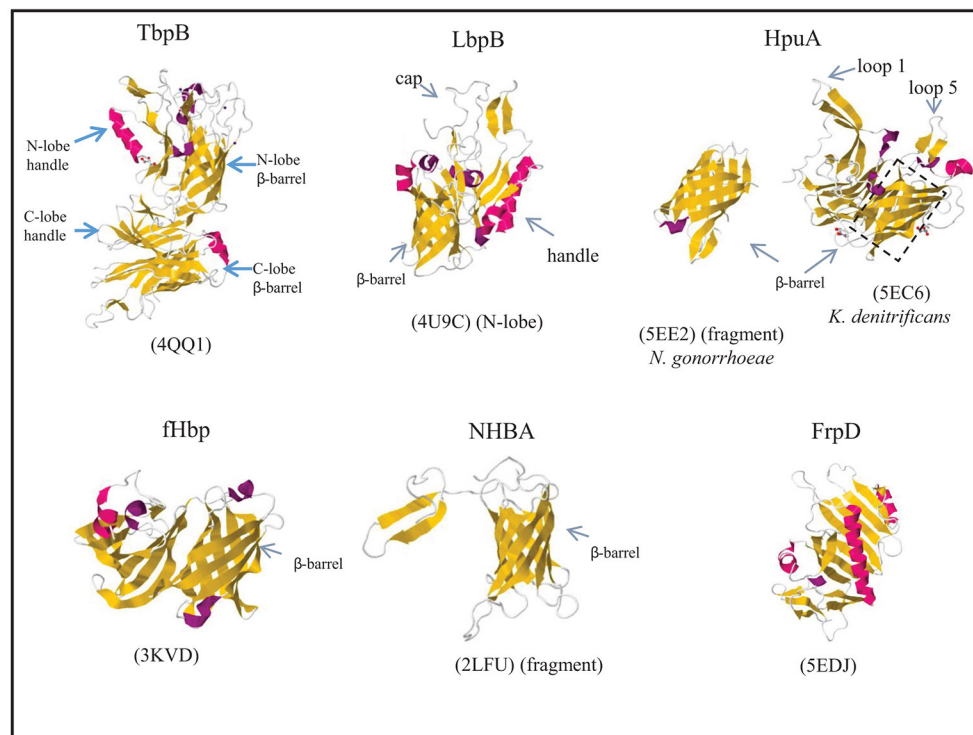 TbpB
N-lobe
handle
N-lobe
β-barrel
C-lobe
handle
C-lobe
β-barrel
(4QQ1)
LbpB
cap
β-barrel
handle
(4U9C) (N-lobe)
HpuA
loop 1
loop 5
β-barrel
(5EE2) (fragment)
N. gonorrhoeae
(5EC6)
K. denitrificans
fHbp
β-barrel
(3KVD)
NHBA
β-barrel
(2LFU) (fragment)
FrpD
(5EDJ)